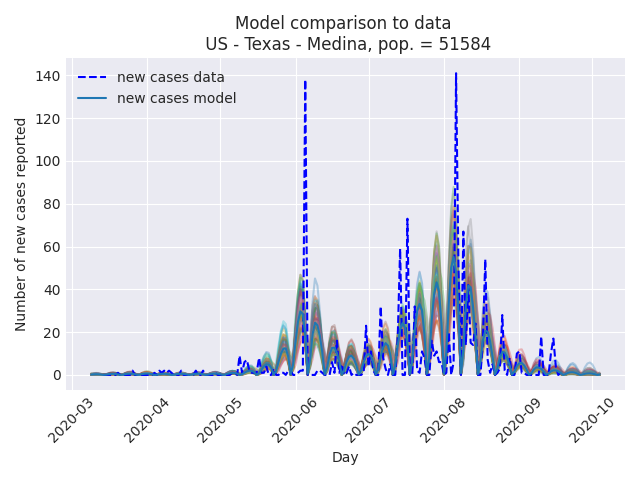 Model comparison to data
US - Texas - Medina, pop. = 51584
new cases data
new cases model
Number of new cases reported
140
120
100
80
60
40
20
0
2020-03
2020-04
2020-05
2020-06
2020-07
2020-08
2020-09
2020-10
Day